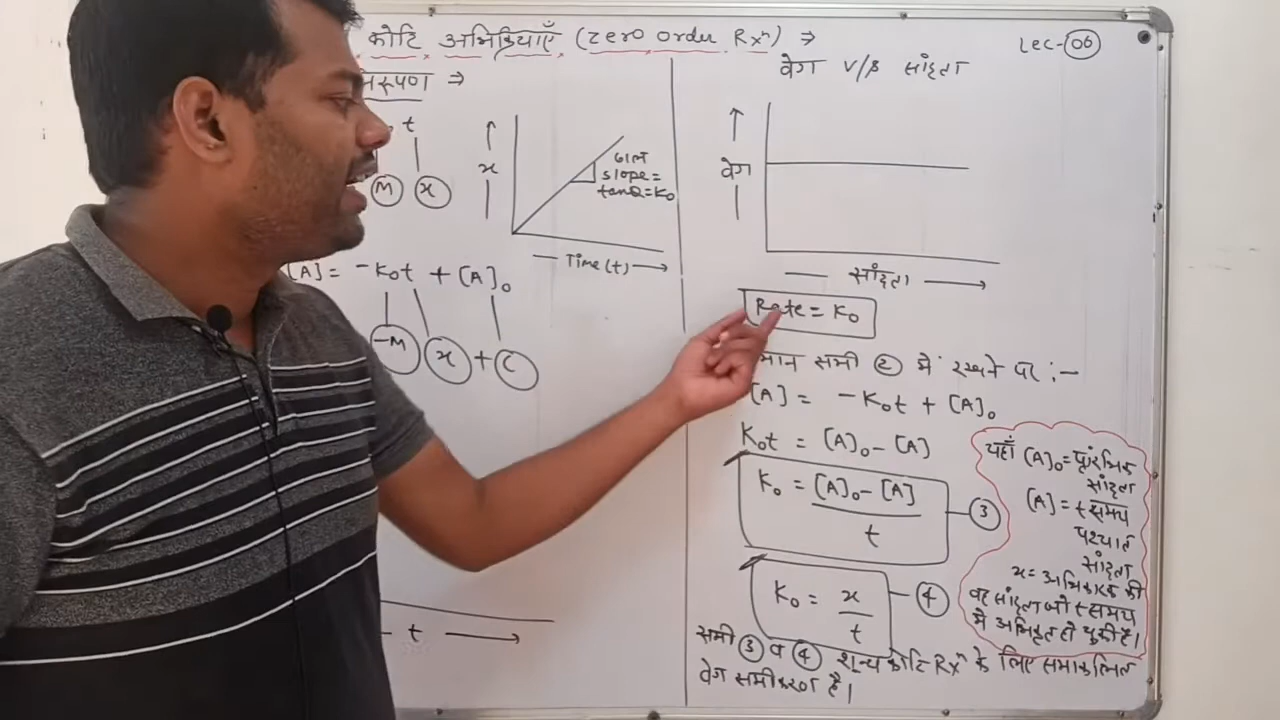 कोटि अभिक्रियाएँ (zero order Rxⁿ) ⇒
Lec-06
⇒
t
M x
x
ढाल
slope=
tanθ=K₀
Time(t)
[A] = -K₀t + [A]₀
-M x + C
t
वेग V/s सांद्रता
वेग
सांद्रता
Rate = K₀
मान समी ② में रखने पर :-
[A] = -K₀t + [A]₀
K₀t = [A]₀ - [A]
K₀ = [A]₀ - [A] / t - ③
K₀ = x / t - ④
यहाँ [A]₀ = प्रारंभिक
सांद्रता
[A] = t समय
पश्चात
सांद्रता
x = अभिकारक की
वह सांद्रता जो t समय
में अभिकृत हो चुकी है।
समी ③ व ④ शून्य कोटि Rxⁿ के लिए समाकलित
वेग समीकरण है।